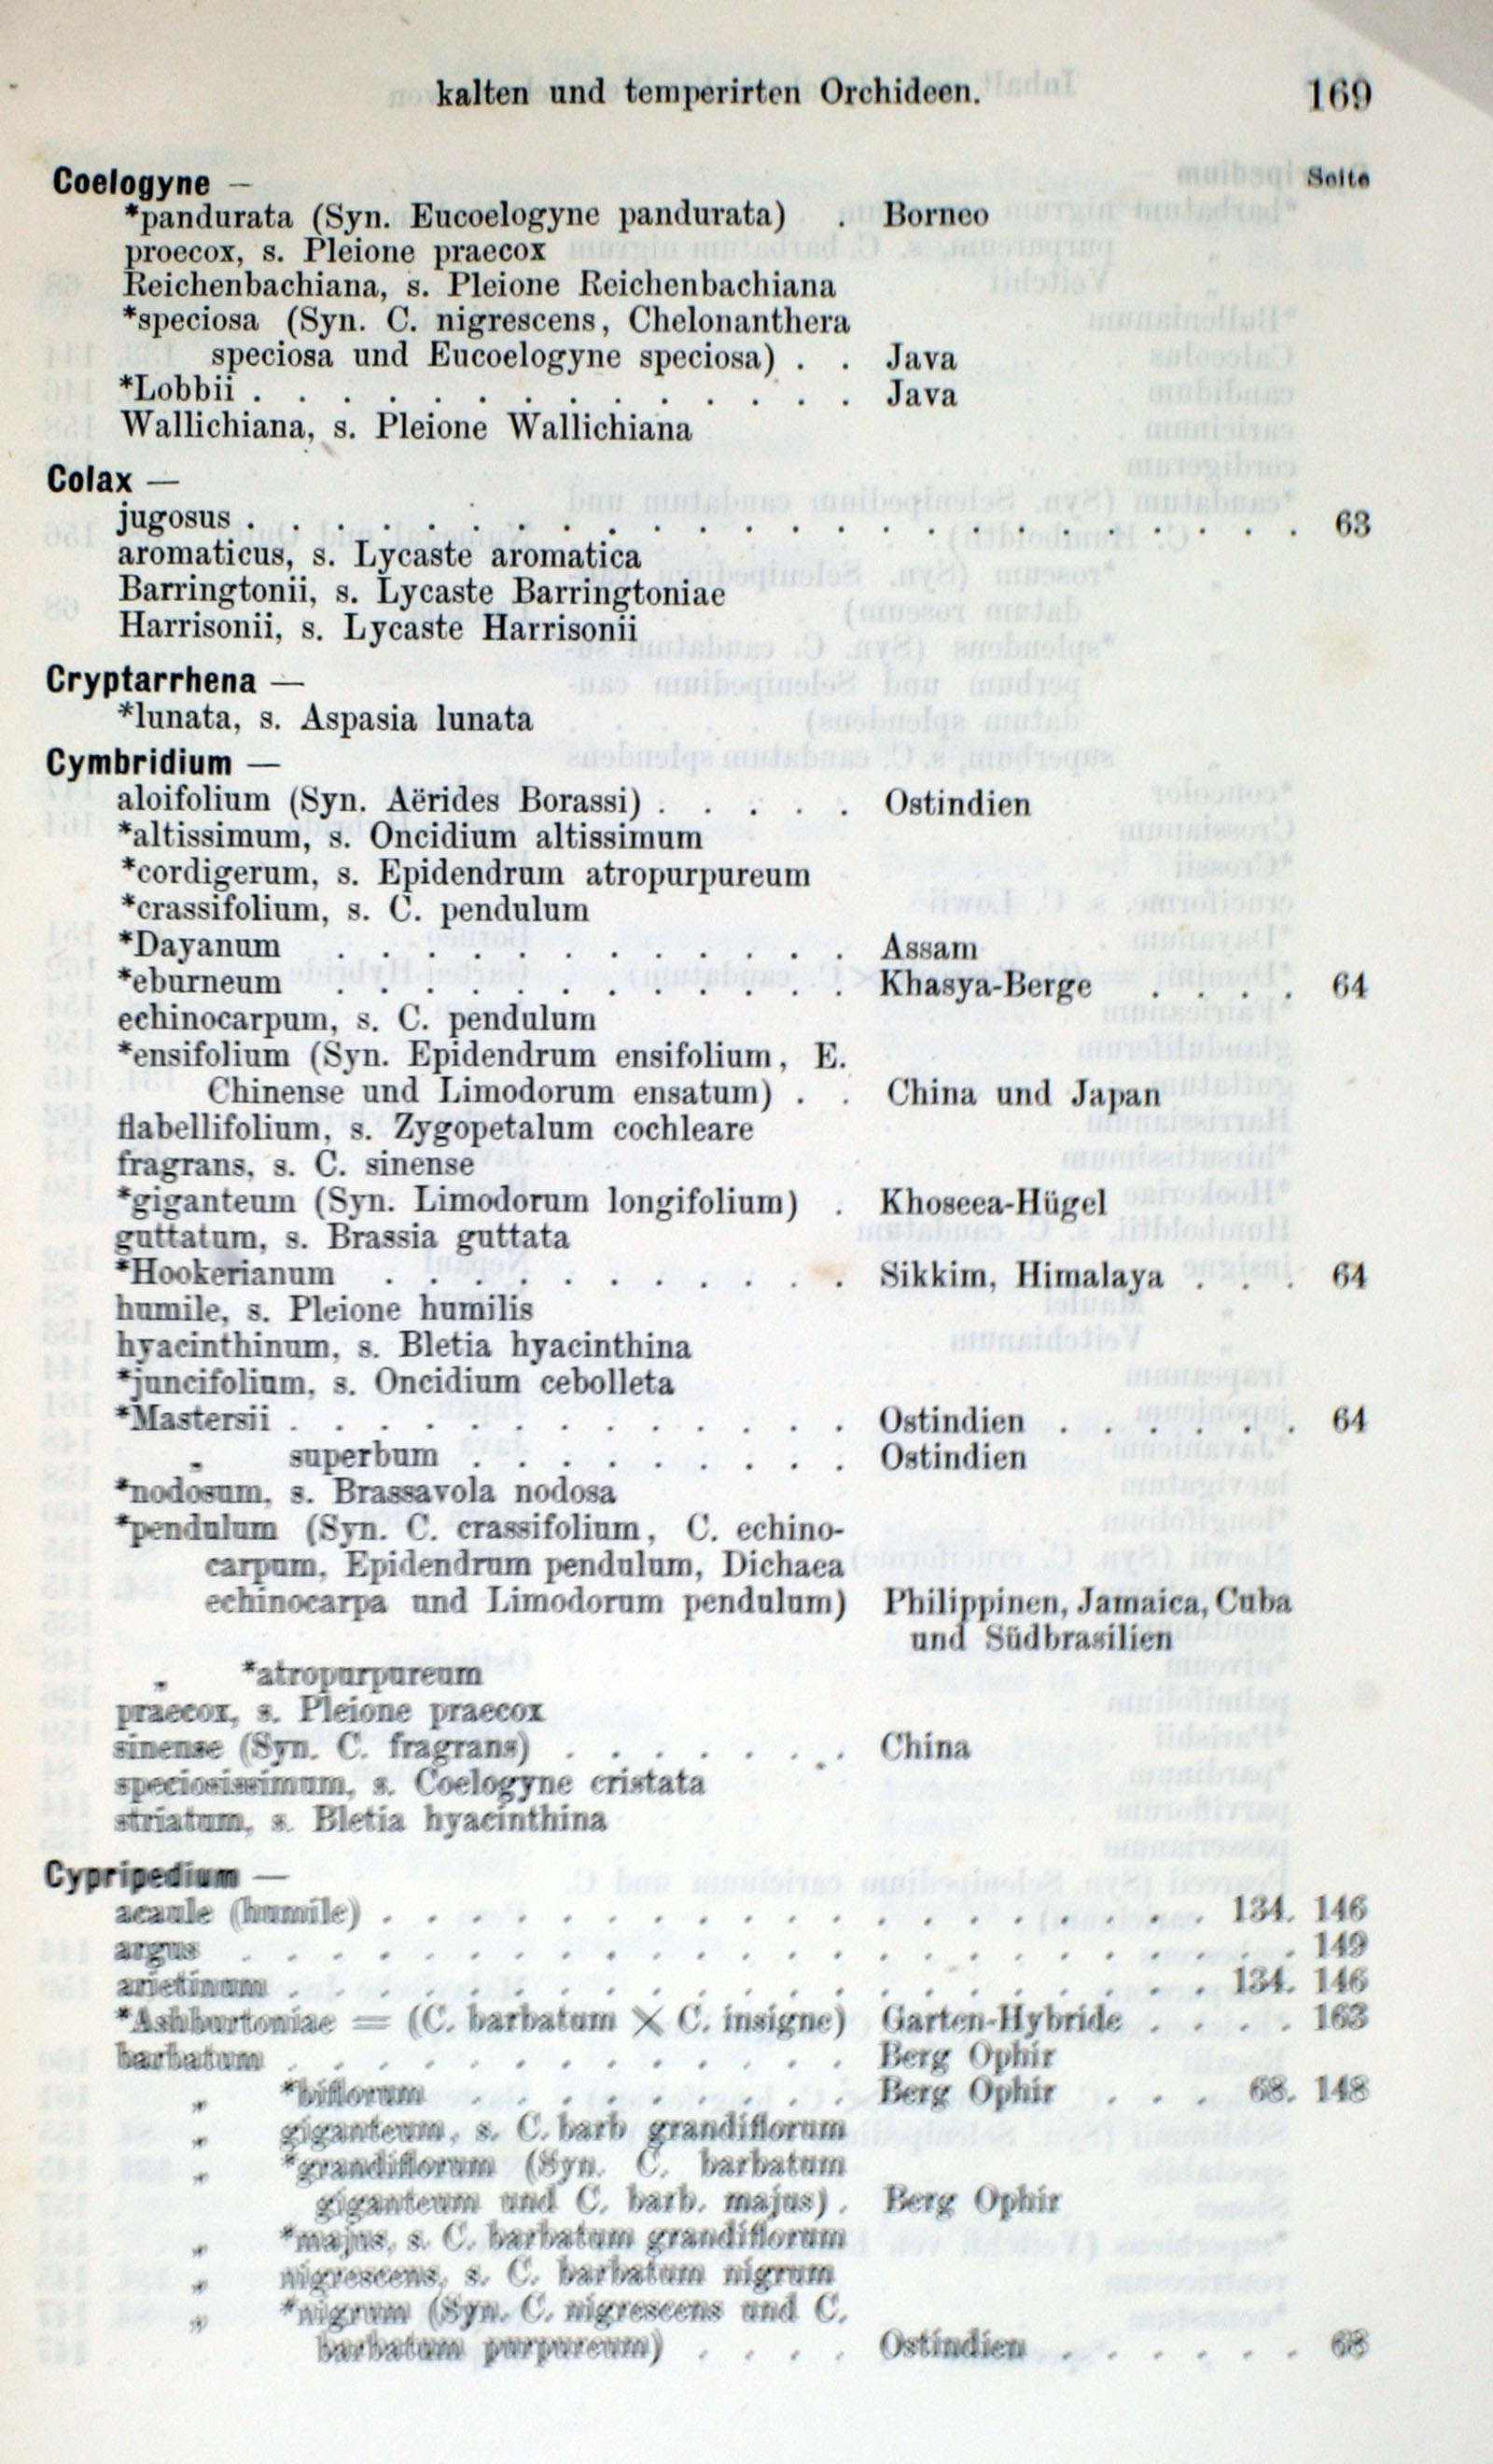 kalten und temperirten Orchideen. 169
Seite
Coelogyne —
*pandurata (Syn. Eucoelogyne pandurata) . Borneo
proecox, s. Pleione praecox
Reichenbachiana, s. Pleione Reichenbachiana
*speciosa (Syn. C. nigrescens, Chelonanthera
speciosa und Eucoelogyne speciosa) . . Java
*Lobbii . . . . . . . . . . . . . . Java
Wallichiana, s. Pleione Wallichiana
Colax —
jugosus . . . . . . . . . . . . . . . . . . . . . . . . 63
aromaticus, s. Lycaste aromatica
Barringtonii, s. Lycaste Barringtoniae
Harrisonii, s. Lycaste Harrisonii
Cryptarrhena —
*lunata, s. Aspasia lunata
Cymbridium —
aloifolium (Syn. Aërides Borassi) . . . . . Ostindien
*altissimum, s. Oncidium altissimum
*cordigerum, s. Epidendrum atropurpureum
*crassifolium, s. C. pendulum
*Dayanum . . . . . . . . . . . . Assam
*eburneum . . . . . . . . . . . . Khasya-Berge . . . . 64
echinocarpum, s. C. pendulum
*ensifolium (Syn. Epidendrum ensifolium, E.
Chinense und Limodorum ensatum) . . China und Japan
flabellifolium, s. Zygopetalum cochleare
fragrans, s. C. sinense
*giganteum (Syn. Limodorum longifolium) . Khoseea-Hügel
guttatum, s. Brassia guttata
*Hookerianum . . . . . . . . . . . Sikkim, Himalaya . . . 64
humile, s. Pleione humilis
hyacinthinum, s. Bletia hyacinthina
*juncifolium, s. Oncidium cebolleta
*Mastersii . . . . . . . . . . . . . Ostindien . . . . . . 64
„ superbum . . . . . . . . . Ostindien
*nodosum, s. Brassavola nodosa
*pendulum (Syn. C. crassifolium, C. echino-
carpum, Epidendrum pendulum, Dichaea
echinocarpa und Limodorum pendulum) Philippinen, Jamaica, Cuba
und Südbrasilien
„ *atropurpureum
praecox, s. Pleione praecox
sinense (Syn. C. fragrans) . . . . . . . China
speciosissimum, s. Coelogyne cristata
striatum, s. Bletia hyacinthina
Cypripedium —
acaule (humile) . . . . . . . . . . . . . . . . . . . 134. 146
argus . . . . . . . . . . . . . . . . . . . . . . . . 149
arietinum . . . . . . . . . . . . . . . . . . . . . 134. 146
*Ashburtoniae = (C. barbatum × C. insigne) Garten-Hybride . . . . 163
barbatum . . . . . . . . . . . . . Berg Ophir
„ *biflorum . . . . . . . . . Berg Ophir . . . 68. 148
„ giganteum, s. C. barb grandiflorum
„ *grandiflorum (Syn. C. barbatum
giganteum und C. barb. majus) . Berg Ophir
„ *majus, s. C. barbatum grandiflorum
„ nigrescens, s. C. barbatum nigrum
„ *nigrum (Syn. C. nigrescens und C.
barbatum purpureum) . . . . Ostindien . . . . . . 68